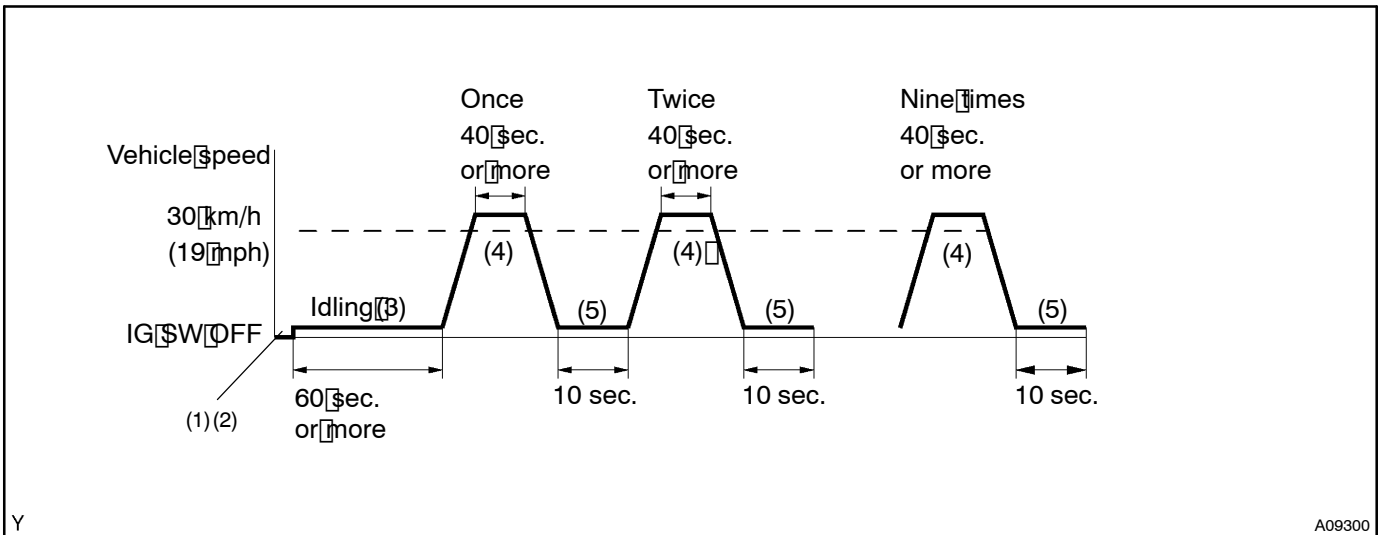 Once
40 sec.
or more
Twice
40 sec.
or more
Nine times
40 sec.
or more
Vehicle speed
30 km/h
(19 mph)
(4)
(4)
(4)
Idling (3)
(5)
(5)
(5)
IG SW OFF
60 sec.
or more
10 sec.
10 sec.
10 sec.
(1) (2)
Y
A09300